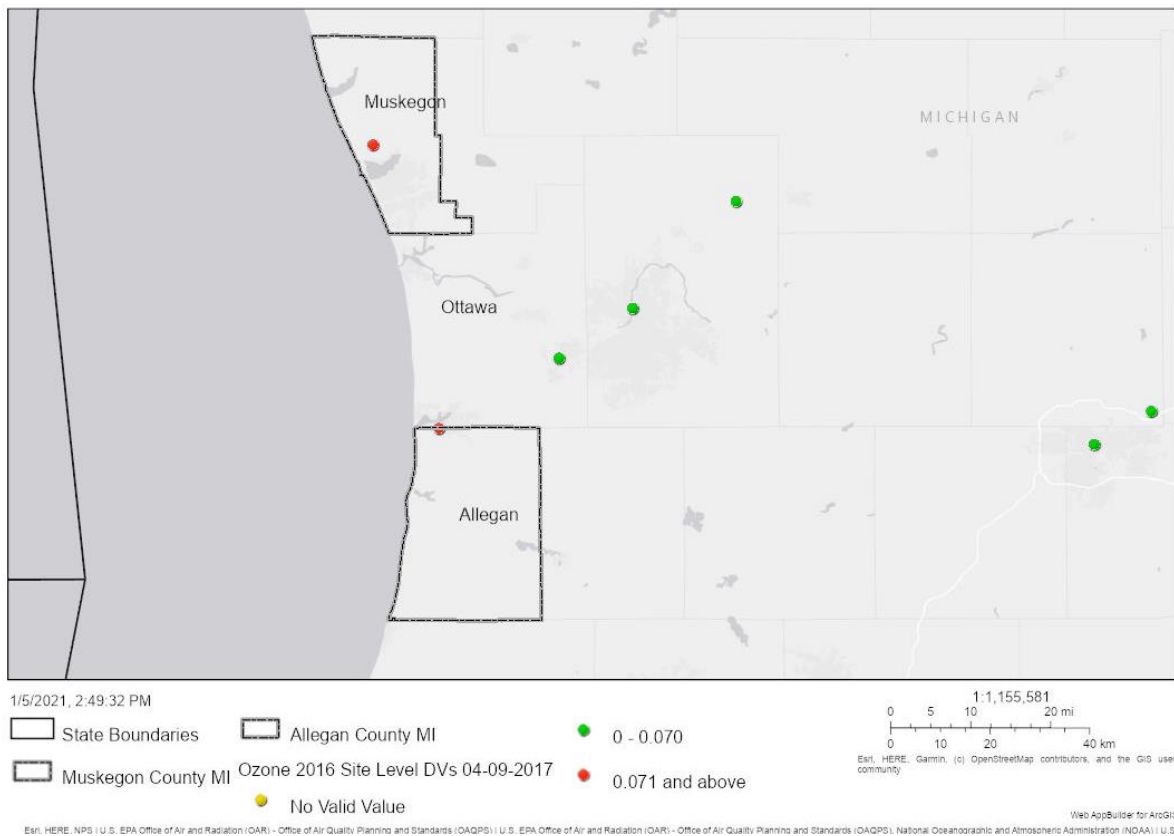 Muskegon
MICHIGAN
Ottawa
Allegan
1/5/2021, 2:49:32 PM
State Boundaries
Allegan County MI
0 - 0.070
Muskegon County MI
Ozone 2016 Site Level DVs 04-09-2017
0.071 and above
No Valid Value
1:1,155,581
0 5 10 20 mi
0 10 20 40 km
Esri, HERE, Garmin, (c) OpenStreetMap contributors, and the GIS user
community
Web AppBuilder for ArcGIS
Esri, HERE, NPS | U.S. EPA Office of Air and Radiation (OAR) - Office of Air Quality Planning and Standards (OAQPS) | U.S. EPA Office of Air and Radiation (OAR) - Office of Air Quality Planning and Standards (OAQPS), National Oceanographic and Atmospheric Administration (NOAA) | U.S.